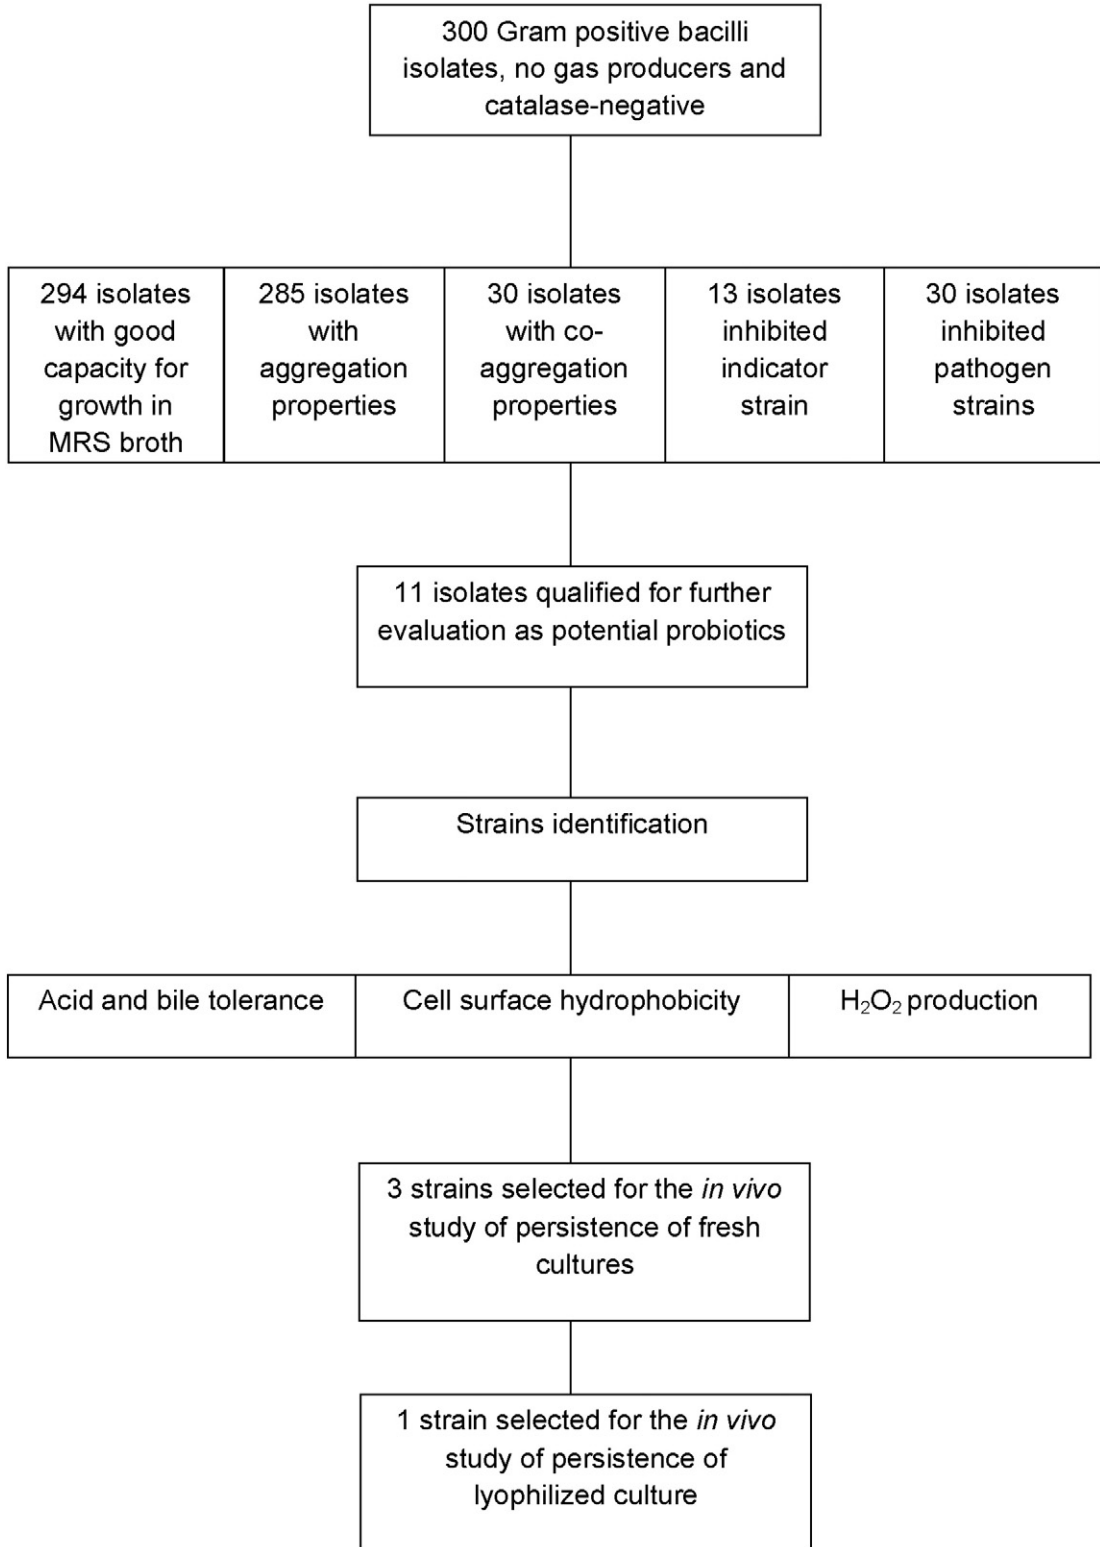 300 Gram positive bacilli
isolates, no gas producers and
catalase-negative
294 isolates
with good
capacity for
growth in
MRS broth
285 isolates
with
aggregation
properties
30 isolates
with co-
aggregation
properties
13 isolates
inhibited
indicator
strain
30 isolates
inhibited
pathogen
strains
11 isolates qualified for further
evaluation as potential probiotics
Strains identification
Acid and bile tolerance
Cell surface hydrophobicity
H₂O₂ production
3 strains selected for the in vivo
study of persistence of fresh
cultures
1 strain selected for the in vivo
study of persistence of
lyophilized culture